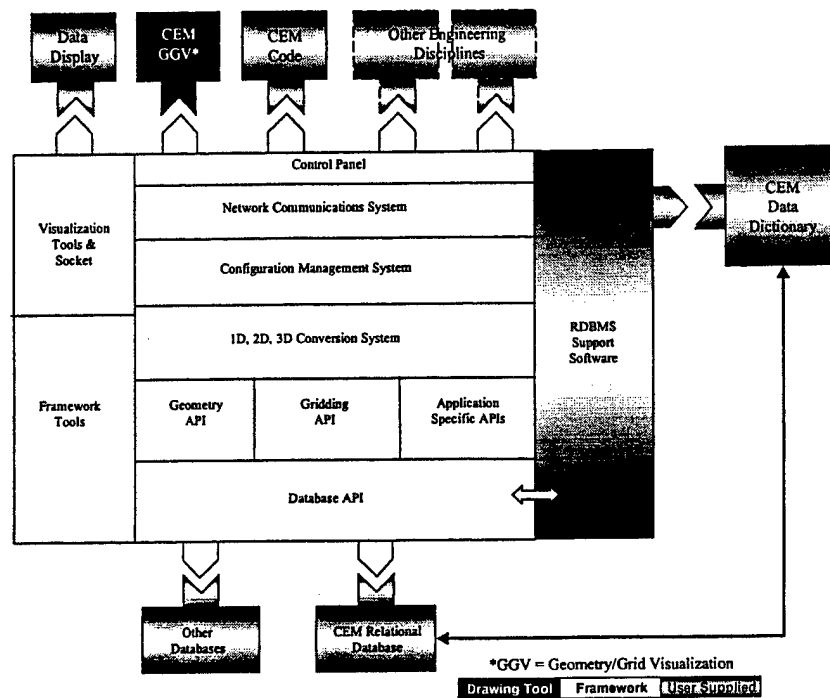 Data
Display
CEM
GGV*
CEM
Code
Other Engineering
Disciplines
Control Panel
Network Communications System
Visualization
Tools &
Socket
Configuration Management System
CEM
Data
Dictionary
1D, 2D, 3D Conversion System
RDBMS
Support
Software
Framework
Tools
Geometry
API
Gridding
API
Application
Specific APIs
Database API
Other
Databases
CEM Relational
Database
*GGV = Geometry/Grid Visualization
Drawing Tool Framework User Supplied